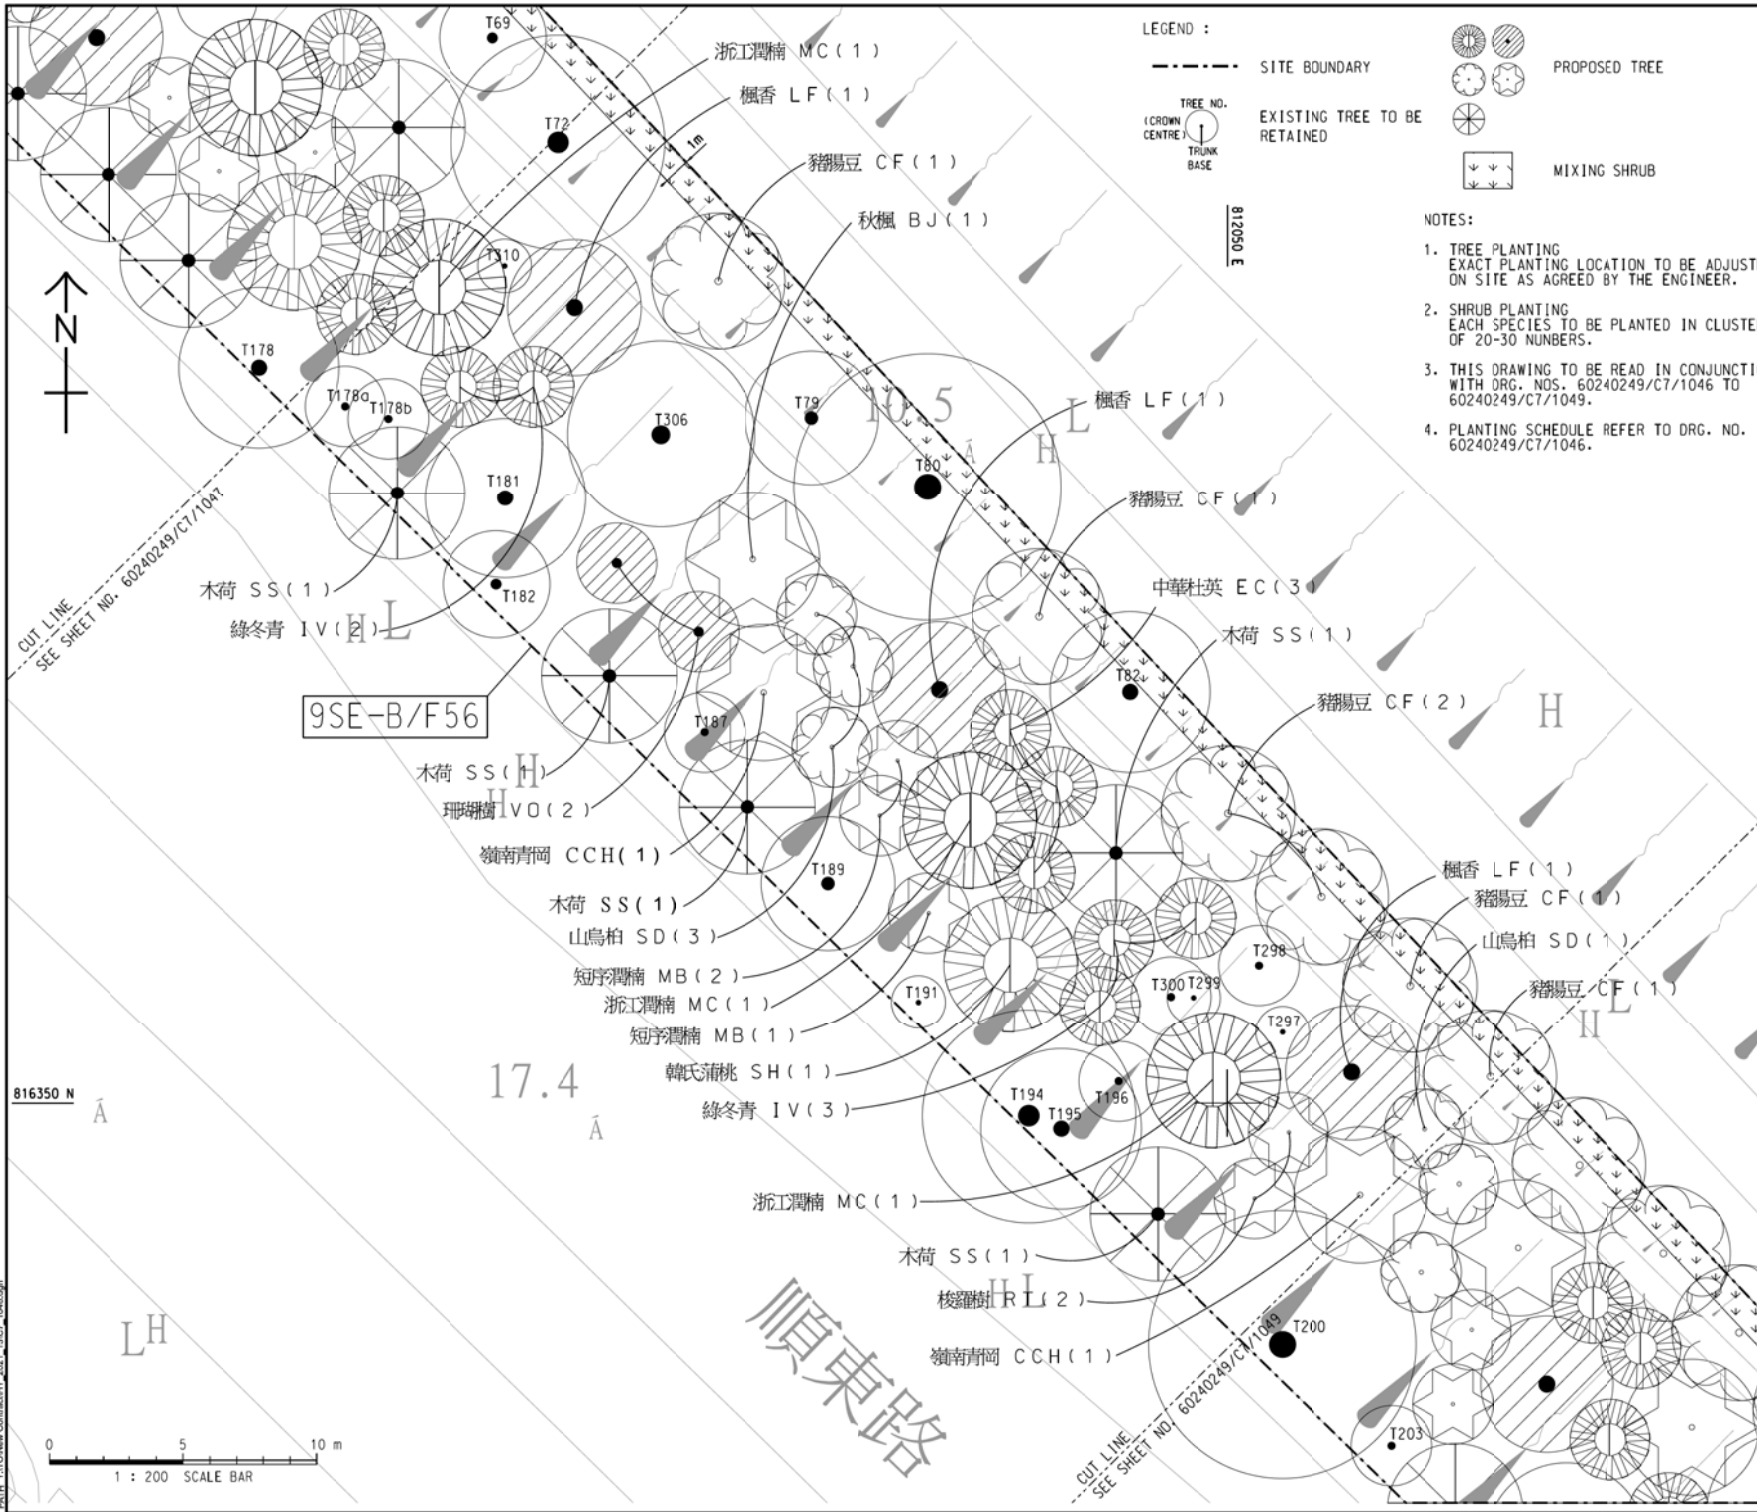 T69
浙江潤楠 MC(1)
楓香 LF(1)
T72
1m
豬腸豆 CF(1)
秋楓 BJ(1)
T310
LEGEND :
SITE BOUNDARY
PROPOSED TREE
TREE NO.
(CROWN
CENTRE)
TRUNK
BASE
EXISTING TREE TO BE
RETAINED
MIXING SHRUB
812050 E
NOTES:
1. TREE PLANTING
EXACT PLANTING LOCATION TO BE ADJUST
ON SITE AS AGREED BY THE ENGINEER.
2. SHRUB PLANTING
EACH SPECIES TO BE PLANTED IN CLUSTE
OF 20-30 NUNBERS.
3. THIS DRAWING TO BE READ IN CONJUNCTI
WITH DRG. NOS. 60240249/C7/1046 TO
60240249/C7/1049.
4. PLANTING SCHEDULE REFER TO DRG. NO.
60240249/C7/1046.
N
T178
T178a
T178b
T306
T79
10.5
楓香 LF(1)
L
H
Á
T80
T181
豬腸豆 CF(1)
CUT LINE
SEE SHEET NO. 60240249/C7/1047
木荷 SS(1)
T182
綠冬青 IV(2)
H L
中華杜英 EC(3)
木荷 SS(1)
T82
豬腸豆 CF(2)
H
9SE-B/F56
T187
木荷 SS(1)
H
H
珊瑚樹 VO(2)
嶺南青岡 CCH(1)
T189
木荷 SS(1)
山烏柏 SD(3)
短序潤楠 MB(2)
浙江潤楠 MC(1)
短序潤楠 MB(1)
韓氏蒲桃 SH(1)
綠冬青 IV(3)
楓香 LF(1)
豬腸豆 CF(1)
山烏柏 SD(1)
豬腸豆 CF(1)
L
H
T298
T300
T299
T297
T191
17.4
816350 N
Á
Á
T194
T195
T196
浙江潤楠 MC(1)
木荷 SS(1)
H L
梭羅樹 RT(2)
嶺南青岡 CCH(1)
L H
順東路
T200
CUT LINE
SEE SHEET NO. 60240249/C7/1049
T203
0 5 10 m
1 : 200 SCALE BAR